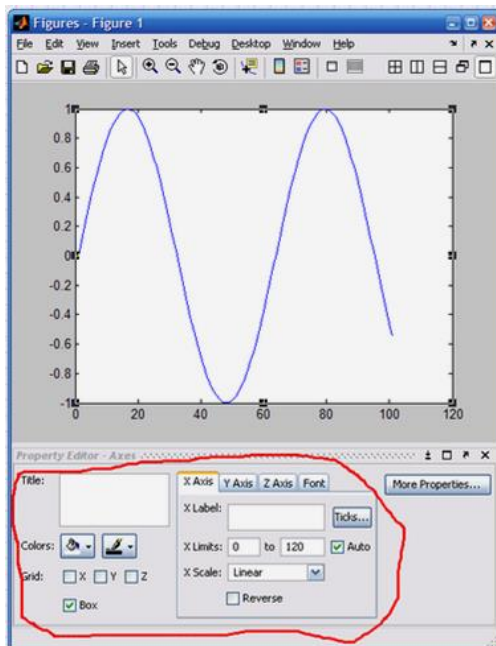 Figures - Figure 1
File Edit View Insert Tools Debug Desktop Window Help
1
0.8
0.6
0.4
0.2
0
-0.2
-0.4
-0.6
-0.8
-1
0 20 40 60 80 100 120
Property Editor - Axes
Title:
X Axis Y Axis Z Axis Font
More Properties...
X Label:
Ticks...
Colors:
X Limits: 0 to 120 Auto
Grid: X Y Z
X Scale: Linear
Box
Reverse